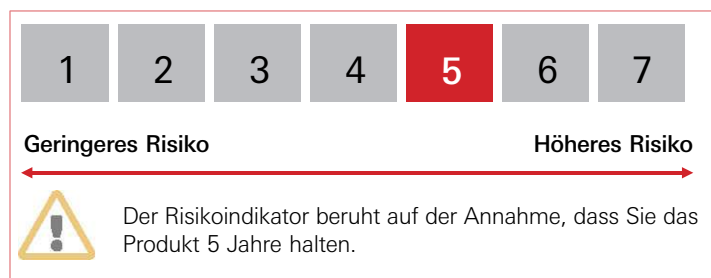 1 2 3 4 5 6 7
Geringeres Risiko Höheres Risiko
Der Risikoindikator beruht auf der Annahme, dass Sie das
Produkt 5 Jahre halten.